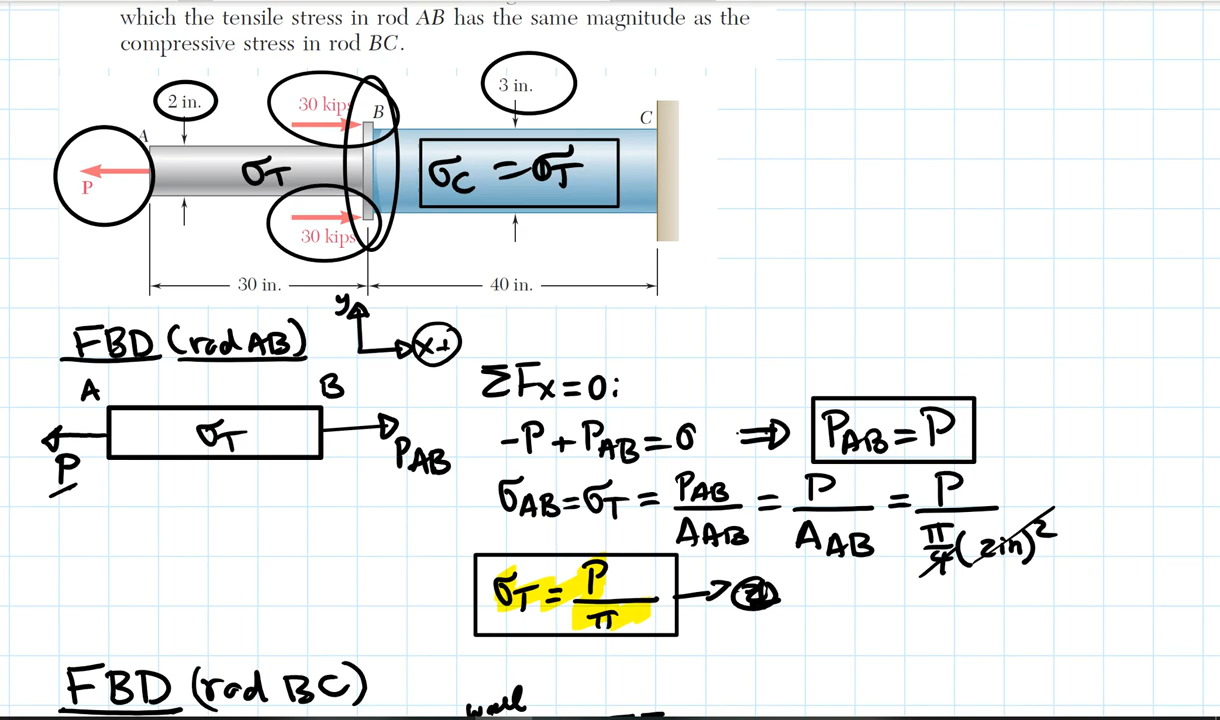 which the tensile stress in rod AB has the same magnitude as the
compressive stress in rod BC.
3 in.
2 in.
30 kips
B
C
A
P
σT
σC = σT
30 kips
30 in.
40 in.
y
x+
FBD (rod AB)
A
B
σT
P
PAB
ΣFx = 0:
-P + PAB = 0 ⇒ PAB = P
σAB = σT = PAB/AAB = P/AAB = P/(π/4 (2in)²)
σT = P/π →
FBD (rod BC)
wall